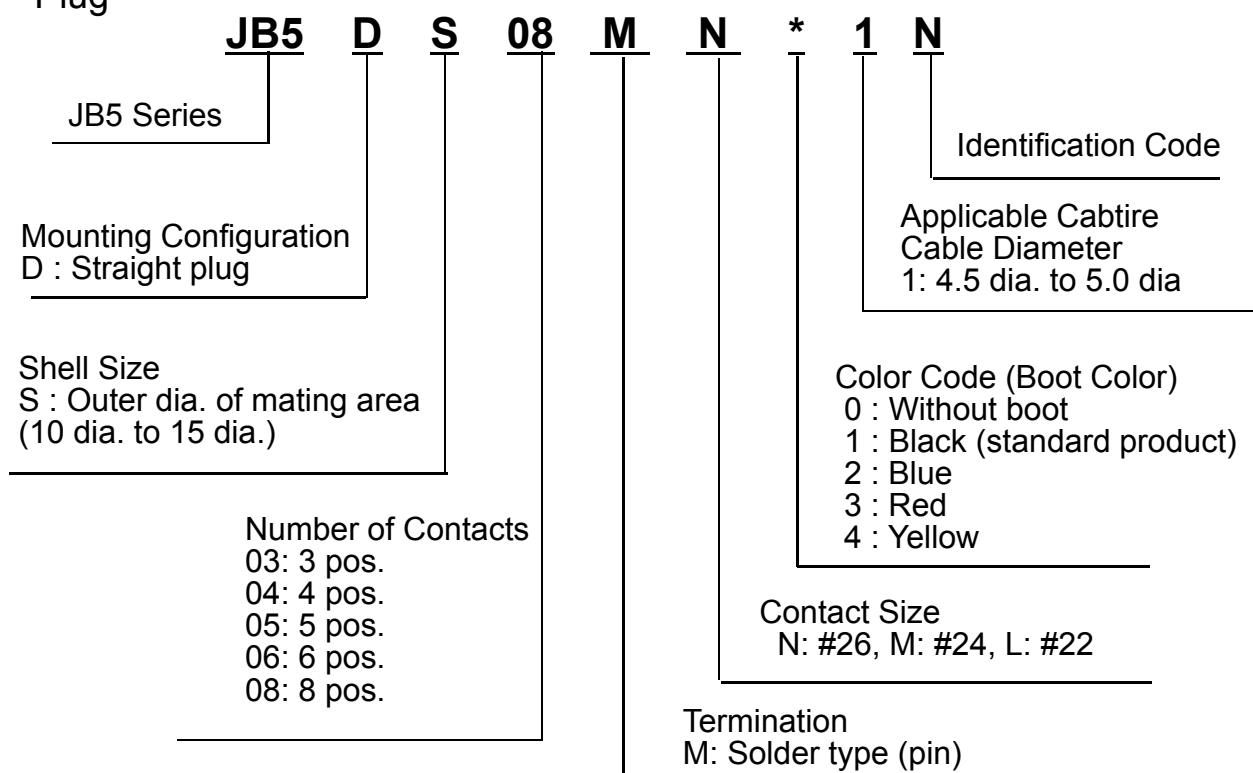 Plug
JB5 D S 08 M N * 1 N
JB5 Series
Identification Code
Mounting Configuration
D : Straight plug
Applicable Cabtire
Cable Diameter
1: 4.5 dia. to 5.0 dia
Shell Size
S : Outer dia. of mating area
(10 dia. to 15 dia.)
Color Code (Boot Color)
0 : Without boot
1 : Black (standard product)
2 : Blue
3 : Red
4 : Yellow
Number of Contacts
03: 3 pos.
04: 4 pos.
05: 5 pos.
06: 6 pos.
08: 8 pos.
Contact Size
N: #26, M: #24, L: #22
Termination
M: Solder type (pin)